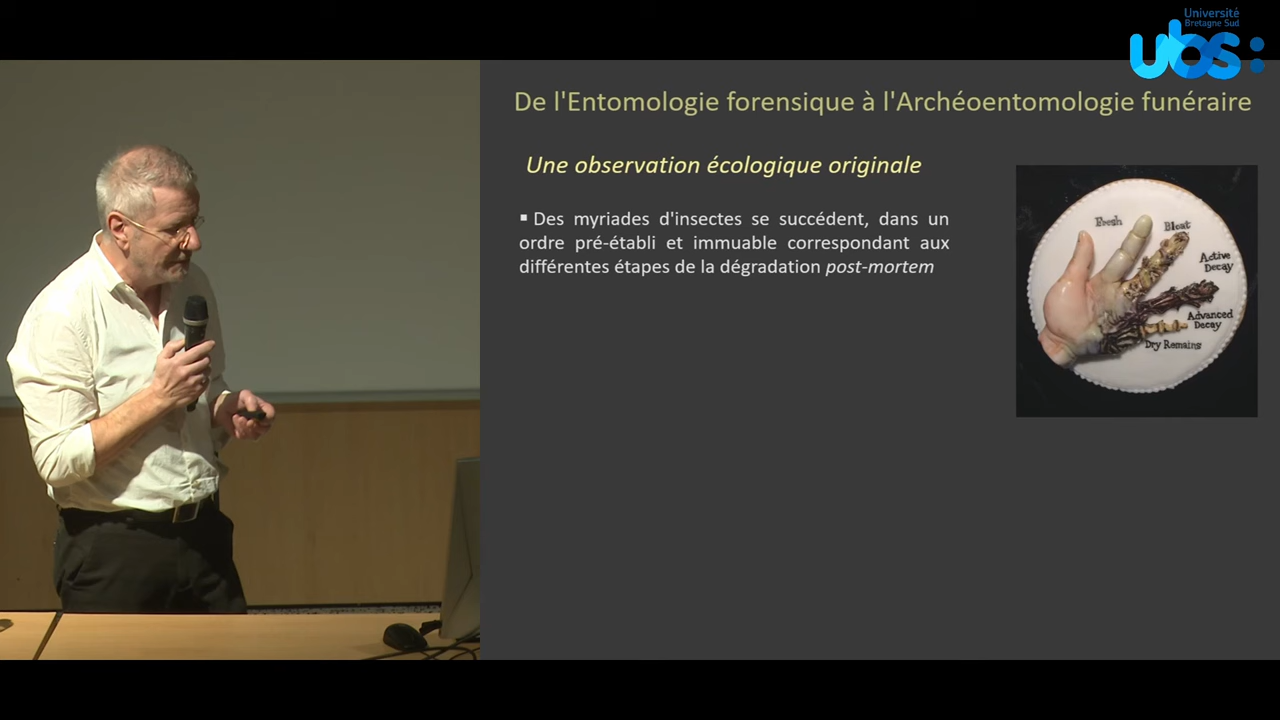 Université
Bretagne Sud
ubs:
De l'Entomologie forensique à l'Archéoentomologie funéraire
Une observation écologique originale
▪ Des myriades d'insectes se succédent, dans un
ordre pré-établi et immuable correspondant aux
différentes étapes de la dégradation post-mortem
Fresh
Bloat
Active
Decay
Advanced
Decay
Dry Remains